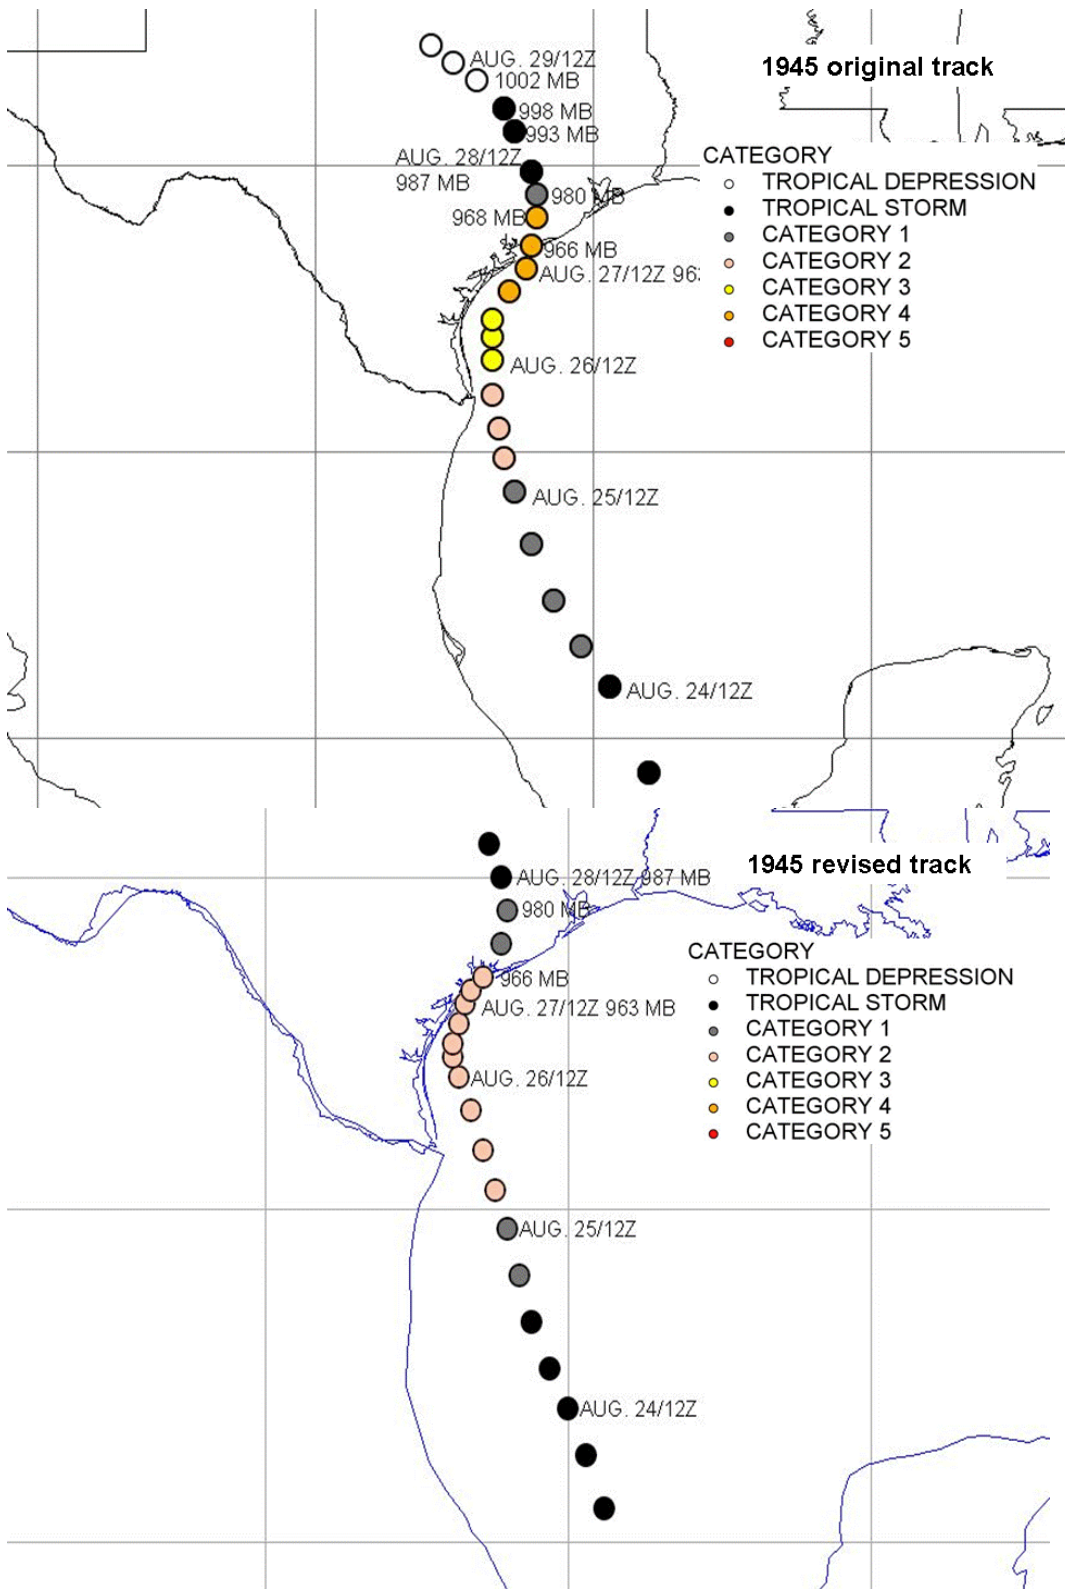 1945 original track
AUG. 29/12Z
1002 MB
998 MB
993 MB
AUG. 28/12Z
987 MB
980 MB
968 MB
966 MB
AUG. 27/12Z 963
AUG. 26/12Z
AUG. 25/12Z
AUG. 24/12Z
CATEGORY
TROPICAL DEPRESSION
TROPICAL STORM
CATEGORY 1
CATEGORY 2
CATEGORY 3
CATEGORY 4
CATEGORY 5
1945 revised track
AUG. 28/12Z 987 MB
980 MB
966 MB
AUG. 27/12Z 963 MB
AUG. 26/12Z
AUG. 25/12Z
AUG. 24/12Z
CATEGORY
TROPICAL DEPRESSION
TROPICAL STORM
CATEGORY 1
CATEGORY 2
CATEGORY 3
CATEGORY 4
CATEGORY 5